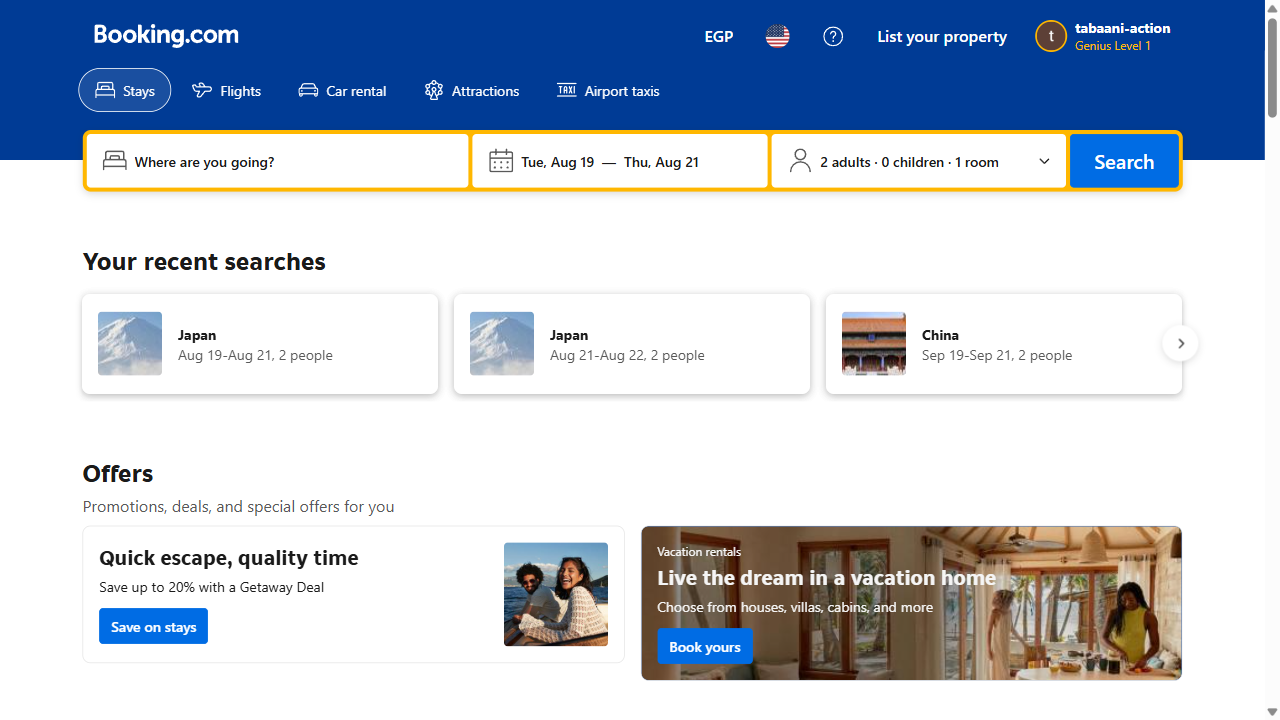 Booking.com
EGP
List your property
t
tabaani-action
Genius Level 1
Stays
Flights
Car rental
Attractions
TAXI
Airport taxis
Where are you going?
Tue, Aug 19 — Thu, Aug 21
2 adults · 0 children · 1 room
Search
Your recent searches
Japan
Aug 19-Aug 21, 2 people
Japan
Aug 21-Aug 22, 2 people
China
Sep 19-Sep 21, 2 people
Offers
Promotions, deals, and special offers for you
Quick escape, quality time
Save up to 20% with a Getaway Deal
Save on stays
Vacation rentals
Live the dream in a vacation home
Choose from houses, villas, cabins, and more
Book yours